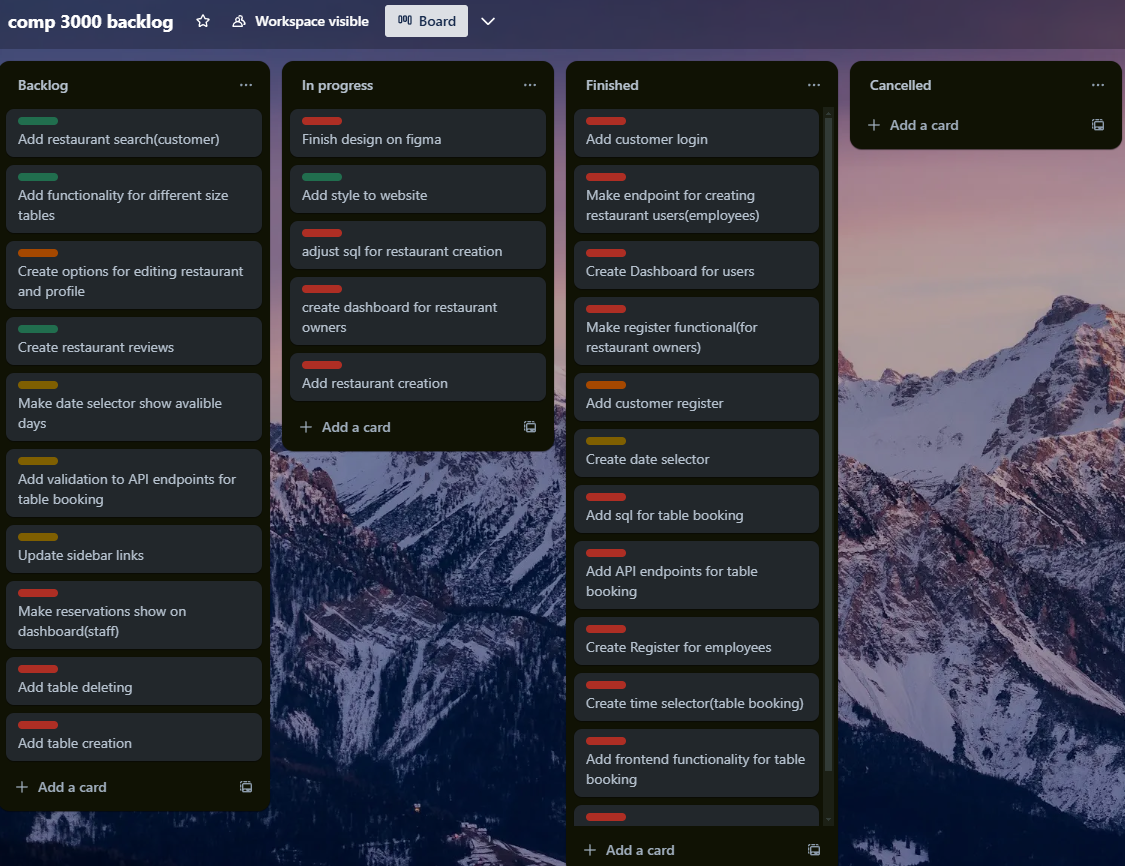 comp 3000 backlog
Workspace visible
Board
Backlog
Add restaurant search(customer)
Add functionality for different size
tables
Create options for editing restaurant
and profile
Create restaurant reviews
Make date selector show avalible
days
Add validation to API endpoints for
table booking
Update sidebar links
Make reservations show on
dashboard(staff)
Add table deleting
Add table creation
Add a card
In progress
Finish design on figma
Add style to website
adjust sql for restaurant creation
create dashboard for restaurant
owners
Add restaurant creation
Add a card
Finished
Add customer login
Make endpoint for creating
restaurant users(employees)
Create Dashboard for users
Make register functional(for
restaurant owners)
Add customer register
Create date selector
Add sql for table booking
Add API endpoints for table
booking
Create Register for employees
Create time selector(table booking)
Add frontend functionality for table
booking
Add a card
Cancelled
Add a card